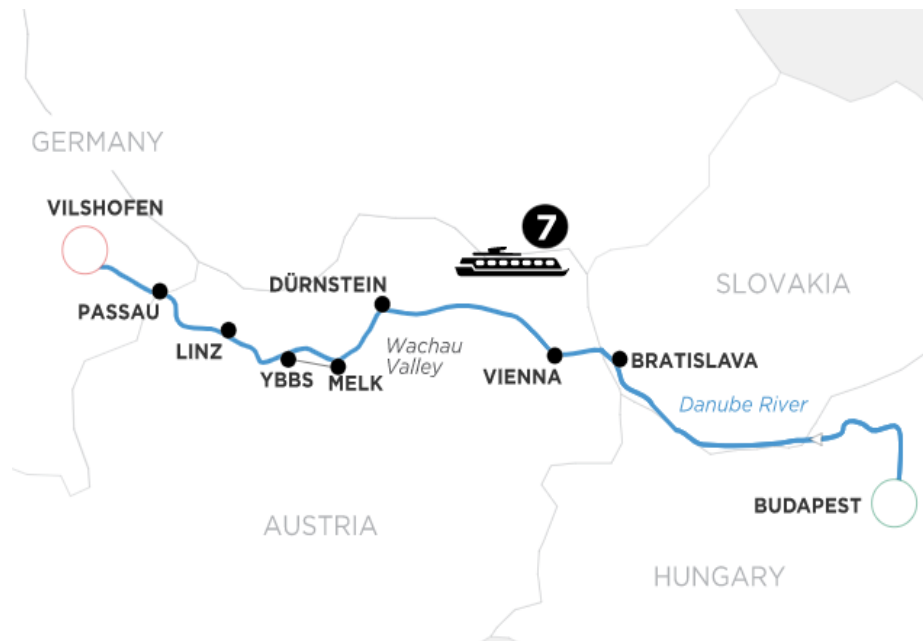 GERMANY
VILSHOFEN
7
DÜRNSTEIN
SLOVAKIA
PASSAU
LINZ
Wachau
Valley
YBBS
MELK
VIENNA
BRATISLAVA
Danube River
BUDAPEST
AUSTRIA
HUNGARY